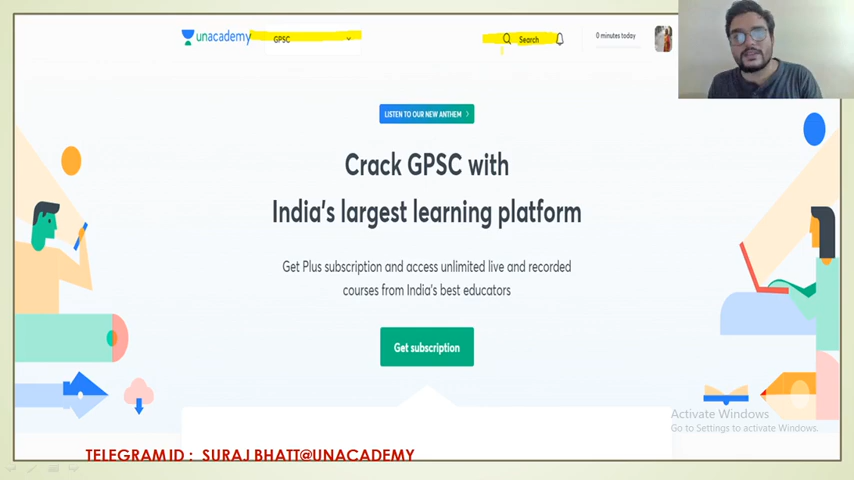 unacademy
GPSC
Search
0 minutes today
LISTEN TO OUR NEW ANTHEM
Crack GPSC with
India's largest learning platform
Get Plus subscription and access unlimited live and recorded
courses from India's best educators
Get subscription
Activate Windows
Go to Settings to activate Windows.
TELEGRAM ID : SURAJ BHATT@UNACADEMY